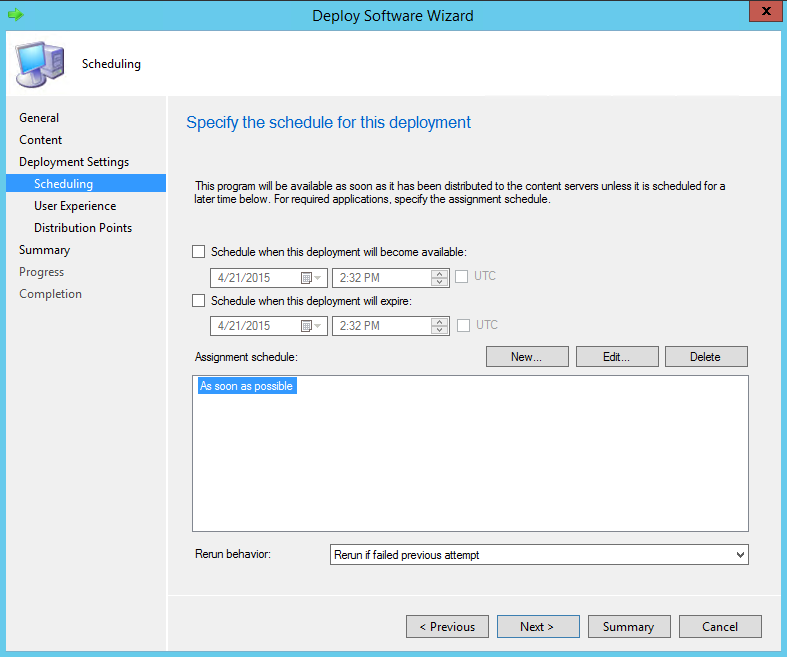 Deploy Software Wizard
Scheduling
General
Content
Deployment Settings
Scheduling
User Experience
Distribution Points
Summary
Progress
Completion
Specify the schedule for this deployment
This program will be available as soon as it has been distributed to the content servers unless it is scheduled for a
later time below. For required applications, specify the assignment schedule.
Schedule when this deployment will become available:
4/21/2015 2:32 PM UTC
Schedule when this deployment will expire:
4/21/2015 2:32 PM UTC
Assignment schedule: New... Edit... Delete
As soon as possible
Rerun behavior: Rerun if failed previous attempt
< Previous Next > Summary Cancel